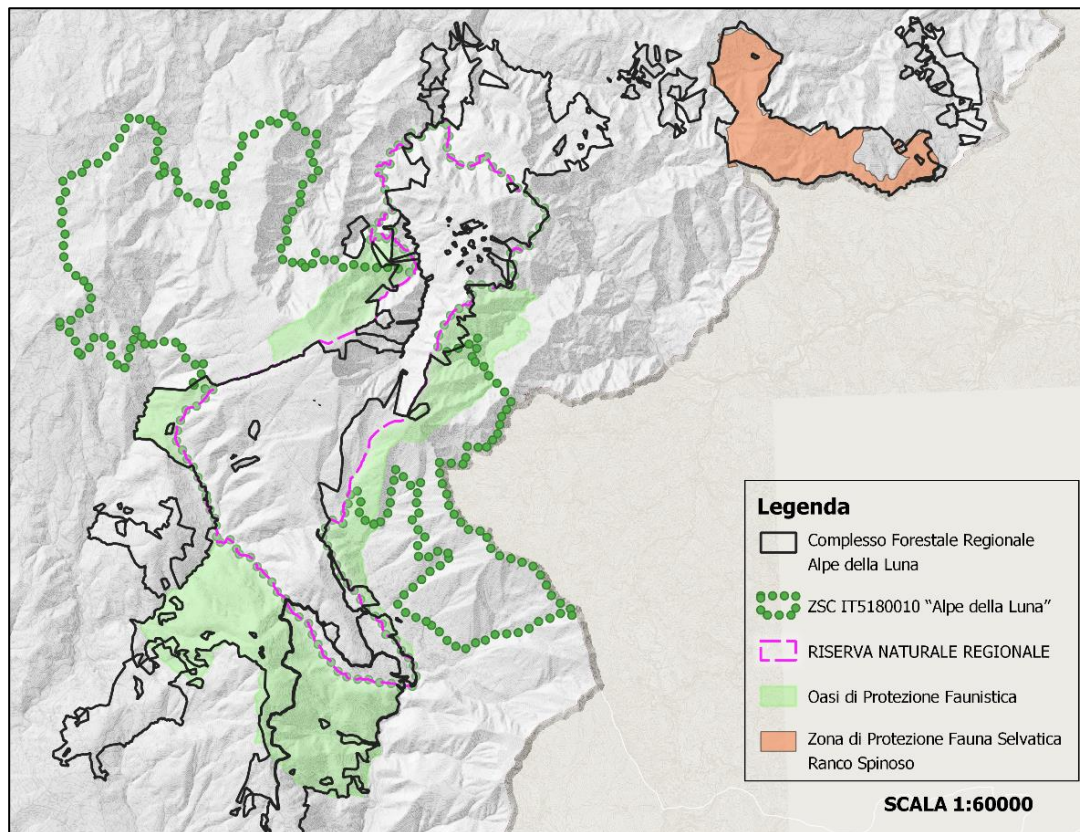 Legenda
Complesso Forestale Regionale
Alpe della Luna
ZSC IT5180010 “Alpe della Luna”
RISERVA NATURALE REGIONALE
Oasi di Protezione Faunistica
Zona di Protezione Fauna Selvatica
Ranco Spinoso
SCALA 1:60000